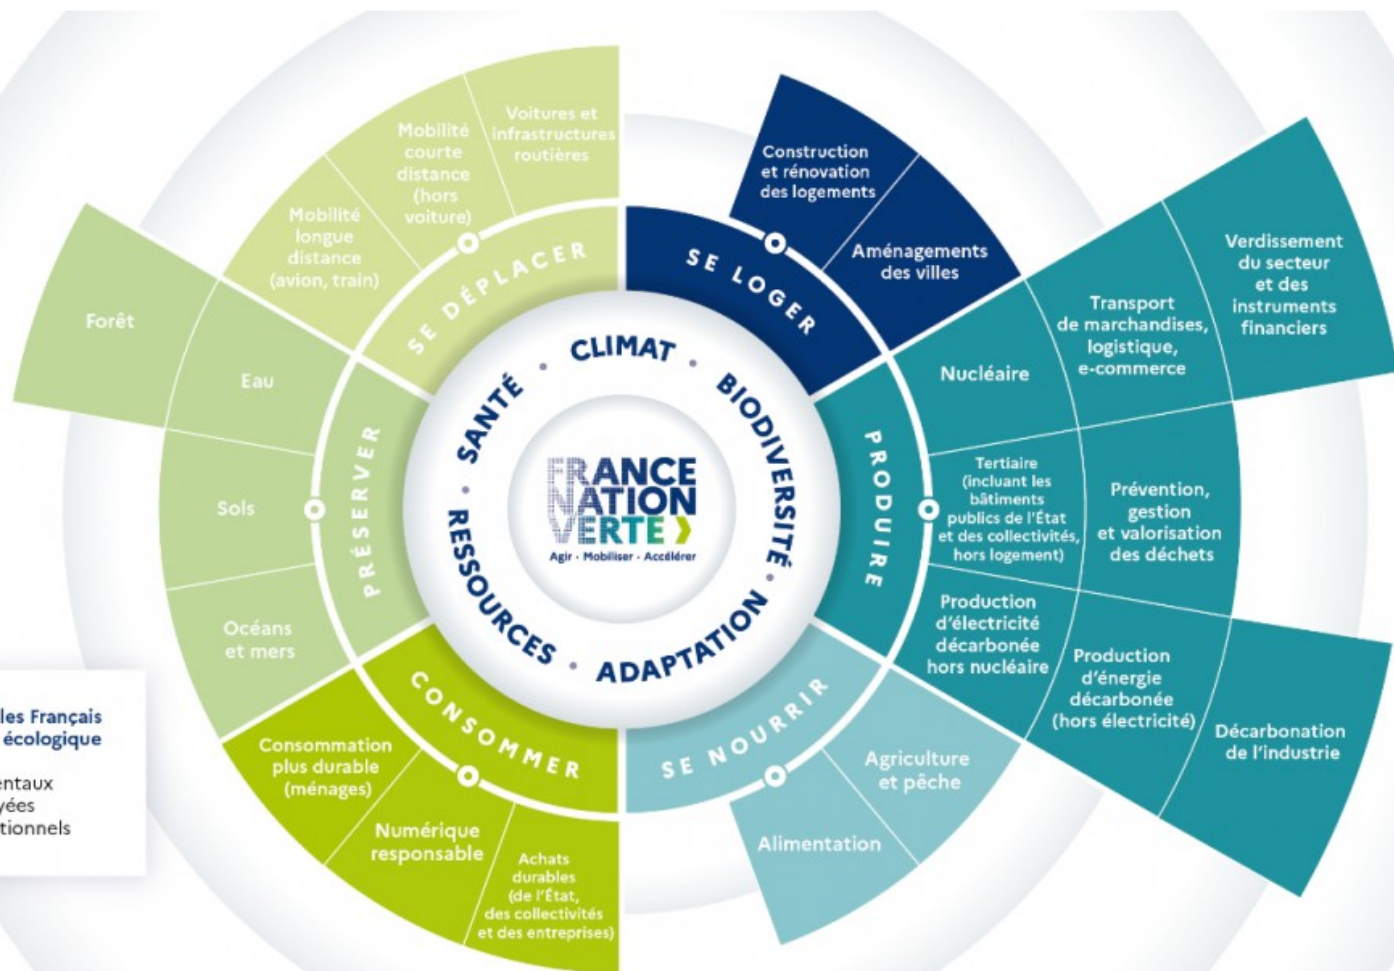 Voitures et
infrastructures
routières
Mobilité
courte
distance
(hors
voiture)
Mobilité
longue
distance
(avion, train)
SE DÉPLACER
Construction
et rénovation
des logements
Aménagements
des villes
SE LOGER
Verdissement
du secteur
et des
instruments
financiers
Transport
de marchandises,
logistique,
e-commerce
Nucléaire
Tertiaire
(incluant les
bâtiments
publics de l'État
et des collectivités,
hors logement)
Prévention,
gestion
et valorisation
des déchets
Production
d'électricité
décarbonée
hors nucléaire
Production
d'énergie
décarbonée
(hors électricité)
Décarbonation
de l'industrie
PRODUIRE
Forêt
Eau
Sols
Océans
et mers
PRÉSERVER
CLIMAT · BIODIVERSITÉ · ADAPTATION · RESSOURCES · SANTÉ ·
FRANCE
NATION
VERTE
Agir · Mobiliser · Accélérer
CONSOMMER
Consommation
plus durable
(ménages)
Numérique
responsable
Achats
durables
(de l'État,
des collectivités
et des entreprises)
SE NOURRIR
Agriculture
et pêche
Alimentation
les Français
écologique